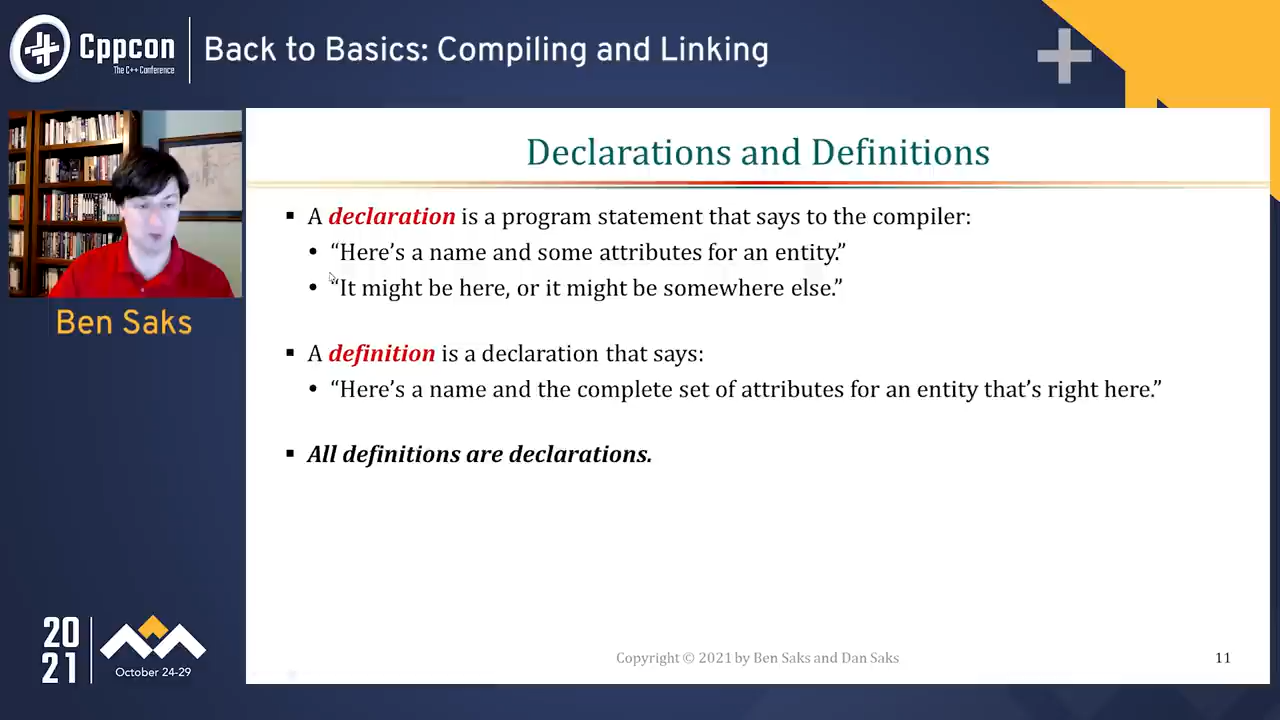 Cppcon
The C++ Conference
Back to Basics: Compiling and Linking
Declarations and Definitions
▪ A declaration is a program statement that says to the compiler:
• “Here’s a name and some attributes for an entity.”
• “It might be here, or it might be somewhere else.”
Ben Saks
▪ A definition is a declaration that says:
• “Here’s a name and the complete set of attributes for an entity that’s right here.”
▪ All definitions are declarations.
20
21
October 24-29
Copyright © 2021 by Ben Saks and Dan Saks
11